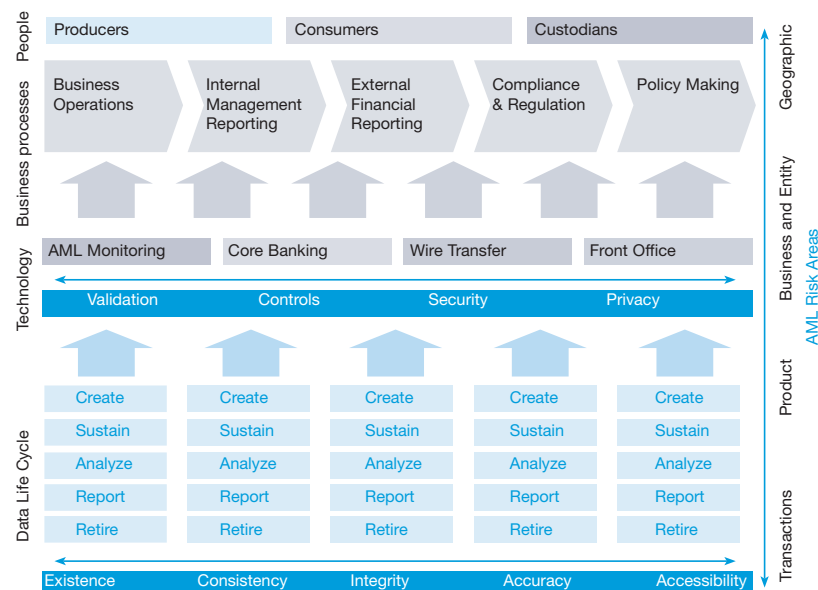 People
Producers
Consumers
Custodians
Business processes
Business
Operations
Internal
Management
Reporting
External
Financial
Reporting
Compliance
& Regulation
Policy Making
Technology
AML Monitoring
Core Banking
Wire Transfer
Front Office
Validation
Controls
Security
Privacy
Data Life Cycle
Create
Create
Create
Create
Create
Sustain
Sustain
Sustain
Sustain
Sustain
Analyze
Analyze
Analyze
Analyze
Analyze
Report
Report
Report
Report
Report
Retire
Retire
Retire
Retire
Retire
Existence
Consistency
Integrity
Accuracy
Accessibility
Geographic
Business and Entity
Product
Transactions
AML Risk Areas